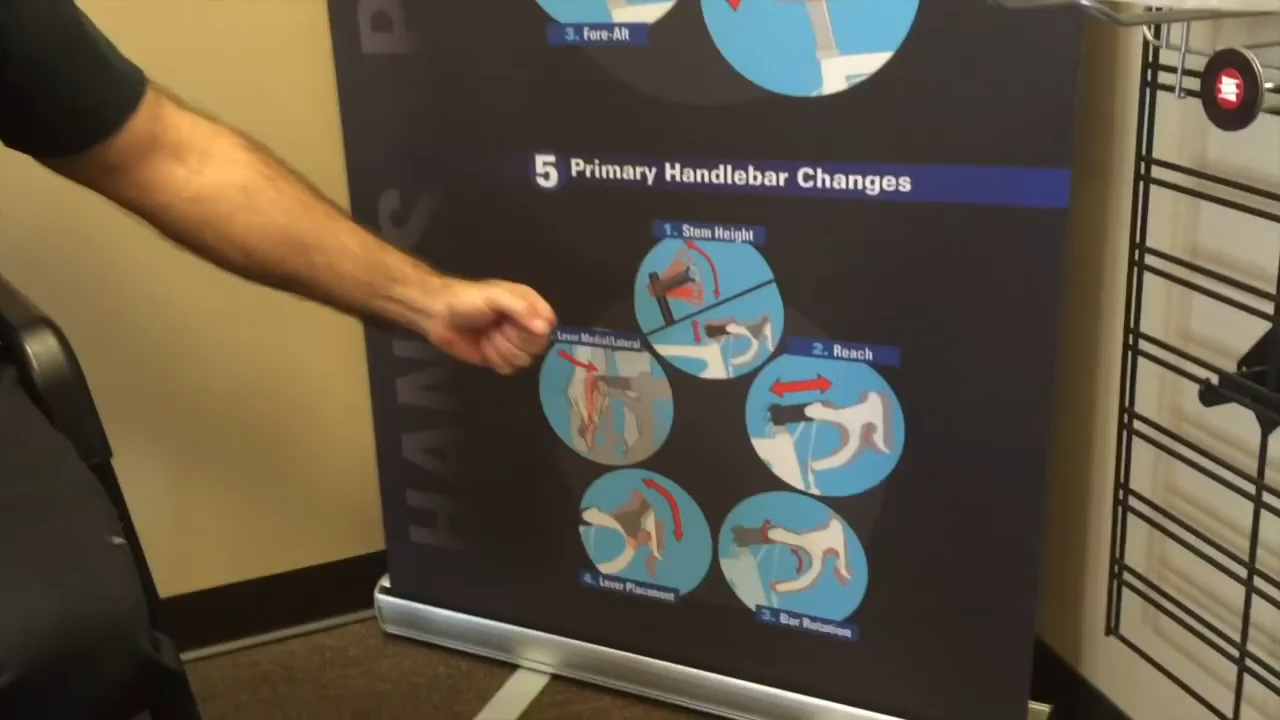 3. Fore-Aft
5 Primary Handlebar Changes
1. Stem Height
Lever Medial/Lateral
2. Reach
4. Lever Placement
3. Bar Rotation
HANDS